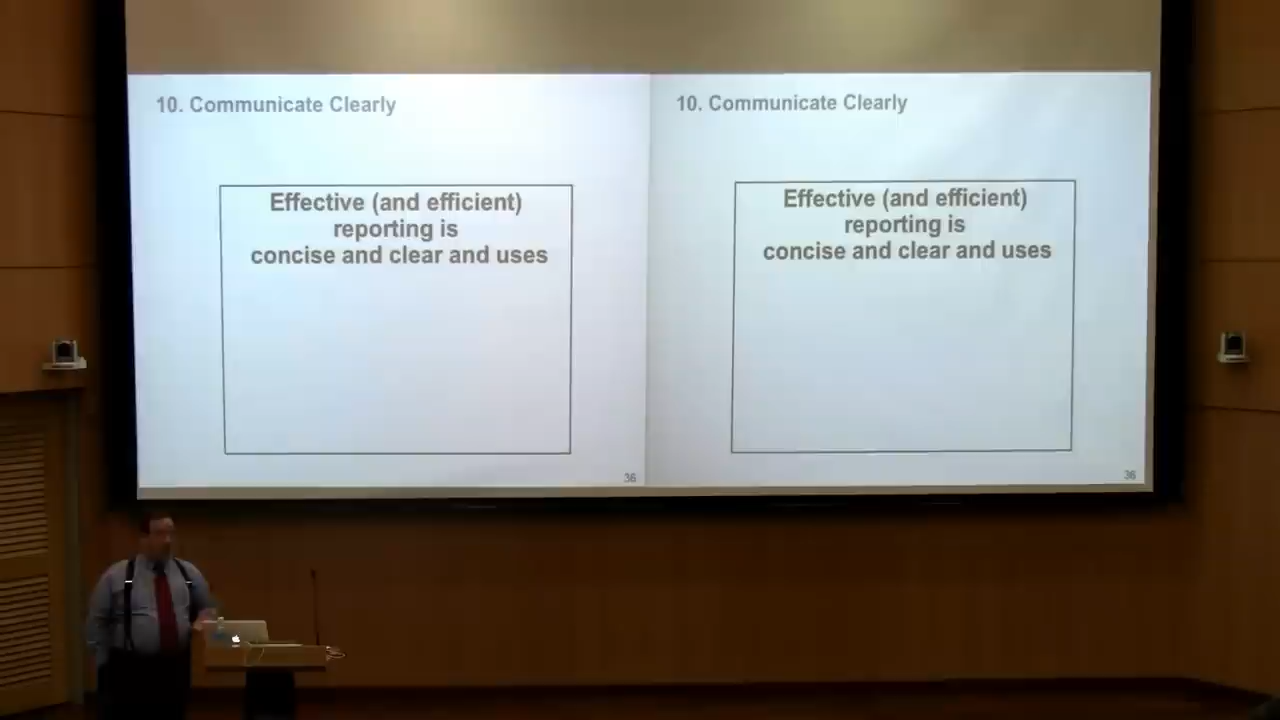 10. Communicate Clearly
Effective (and efficient)
reporting is
concise and clear and uses
36
10. Communicate Clearly
Effective (and efficient)
reporting is
concise and clear and uses
36